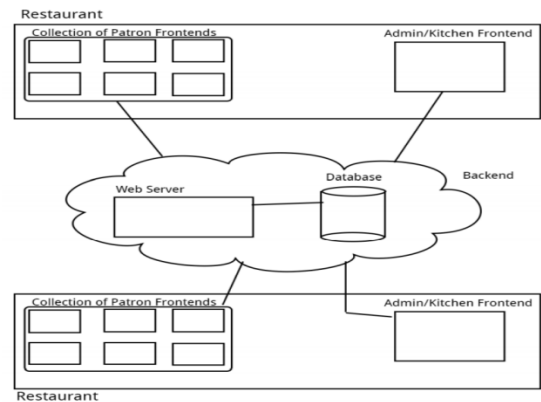 Restaurant
Collection of Patron Frontends
Admin/Kitchen Frontend
Web Server
Database
Backend
Collection of Patron Frontends
Admin/Kitchen Frontend
Restaurant